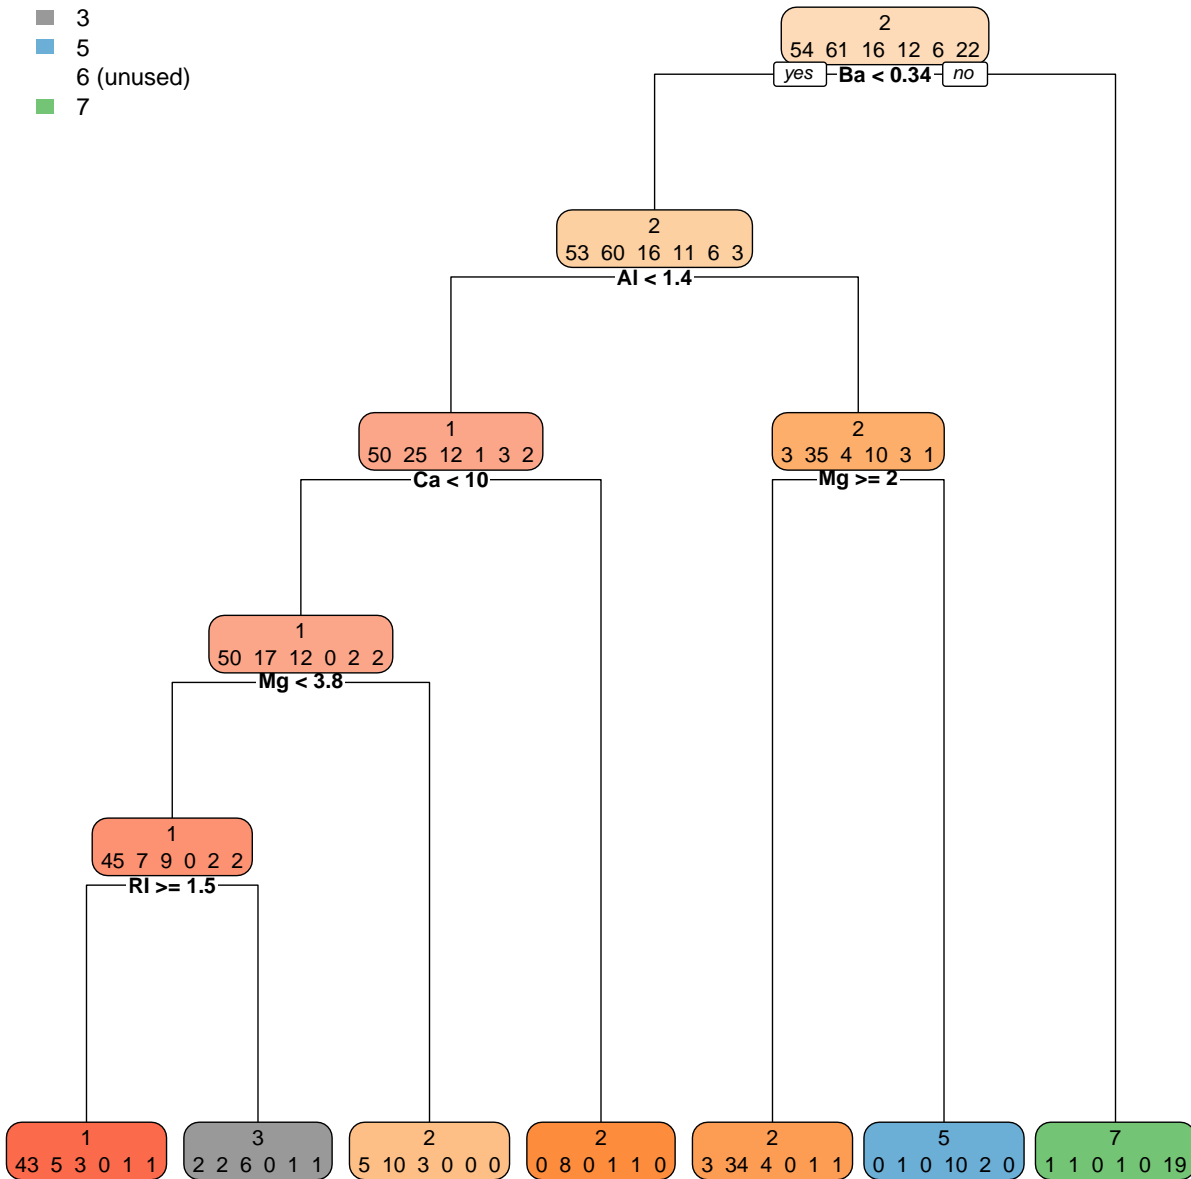 3
5
6 (unused)
7
2
54 61 16 12 6 22
yes Ba < 0.34 no
2
53 60 16 11 6 3
Al < 1.4
1
50 25 12 1 3 2
Ca < 10
2
3 35 4 10 3 1
Mg >= 2
1
50 17 12 0 2 2
Mg < 3.8
1
45 7 9 0 2 2
RI >= 1.5
1
43 5 3 0 1 1
3
2 2 6 0 1 1
2
5 10 3 0 0 0
2
0 8 0 1 1 0
2
3 34 4 0 1 1
5
0 1 0 10 2 0
7
1 1 0 1 0 19